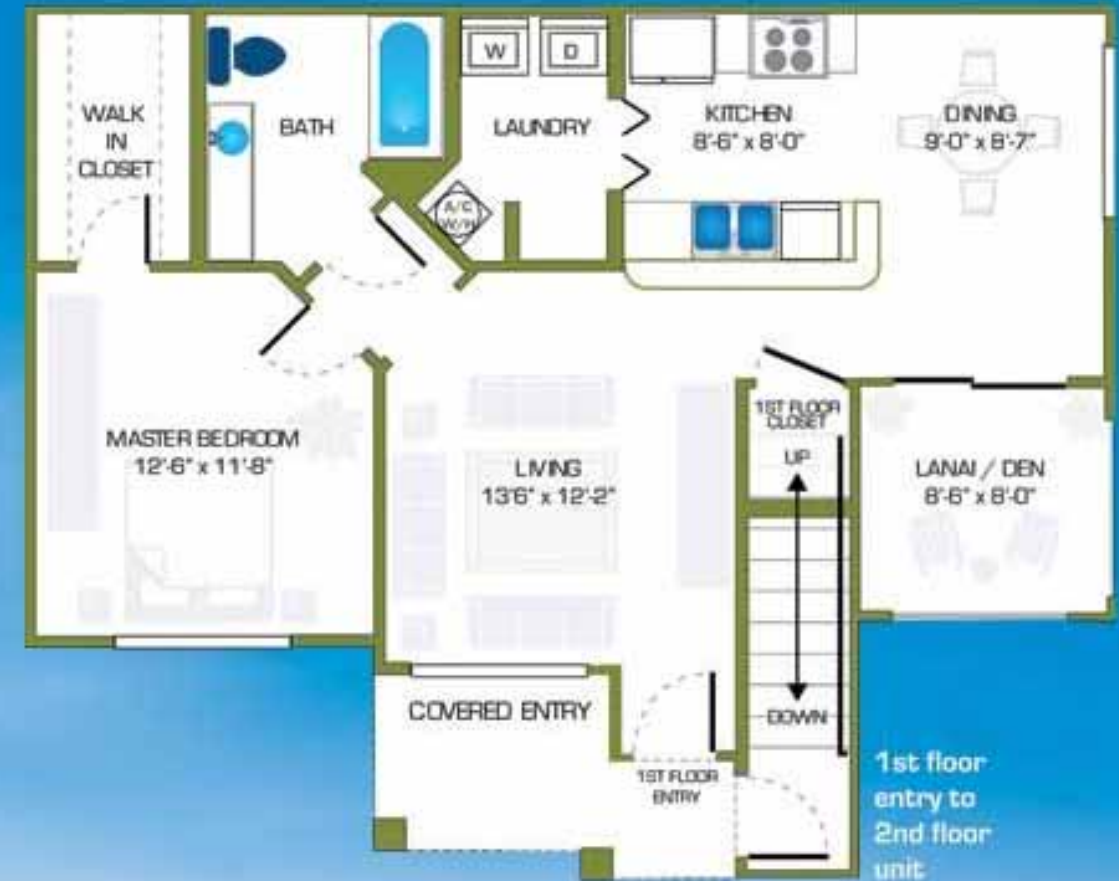 WALK
IN
CLOSET
BATH
W
D
LAUNDRY
A/C
W/H
KITCHEN
8'-6" x 8'-0"
DINING
9'-0" x 8'-7"
MASTER BEDROOM
12'-6" x 11'-8"
LIVING
13'6" x 12'-2"
1ST FLOOR
CLOSET
UP
LANAI / DEN
8'-6" x 8'-0"
DOWN
COVERED ENTRY
1ST FLOOR
ENTRY
1st floor
entry to
2nd floor
unit